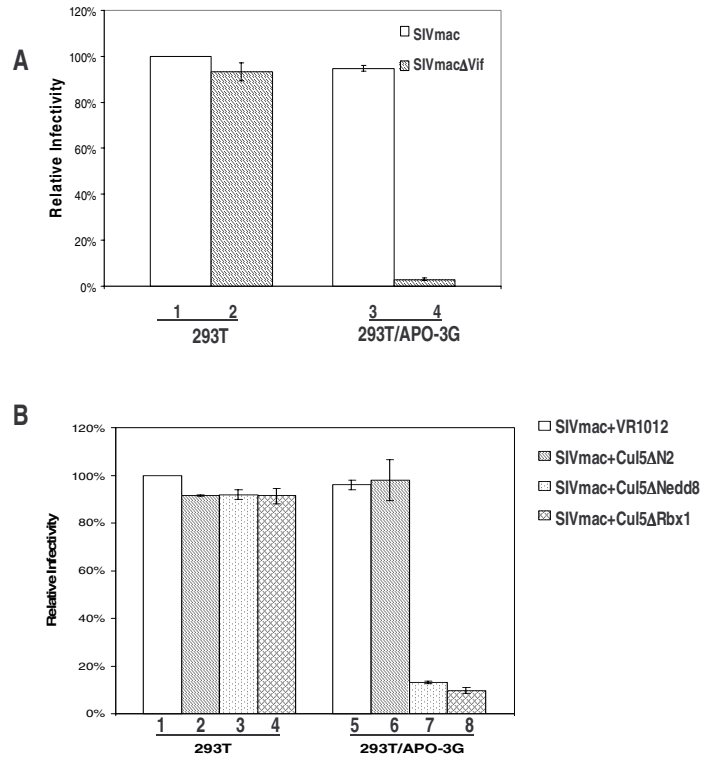 A
Relative Infectivity
120%
100%
80%
60%
40%
20%
0%
SIVmac
SIVmacΔVif
1 2 3 4
293T 293T/APO-3G
B
Relative Infectivity
120%
100%
80%
60%
40%
20%
0%
SIVmac+VR1012
SIVmac+Cul5ΔN2
SIVmac+Cul5ΔNedd8
SIVmac+Cul5ΔRbx1
1 2 3 4 5 6 7 8
293T 293T/APO-3G